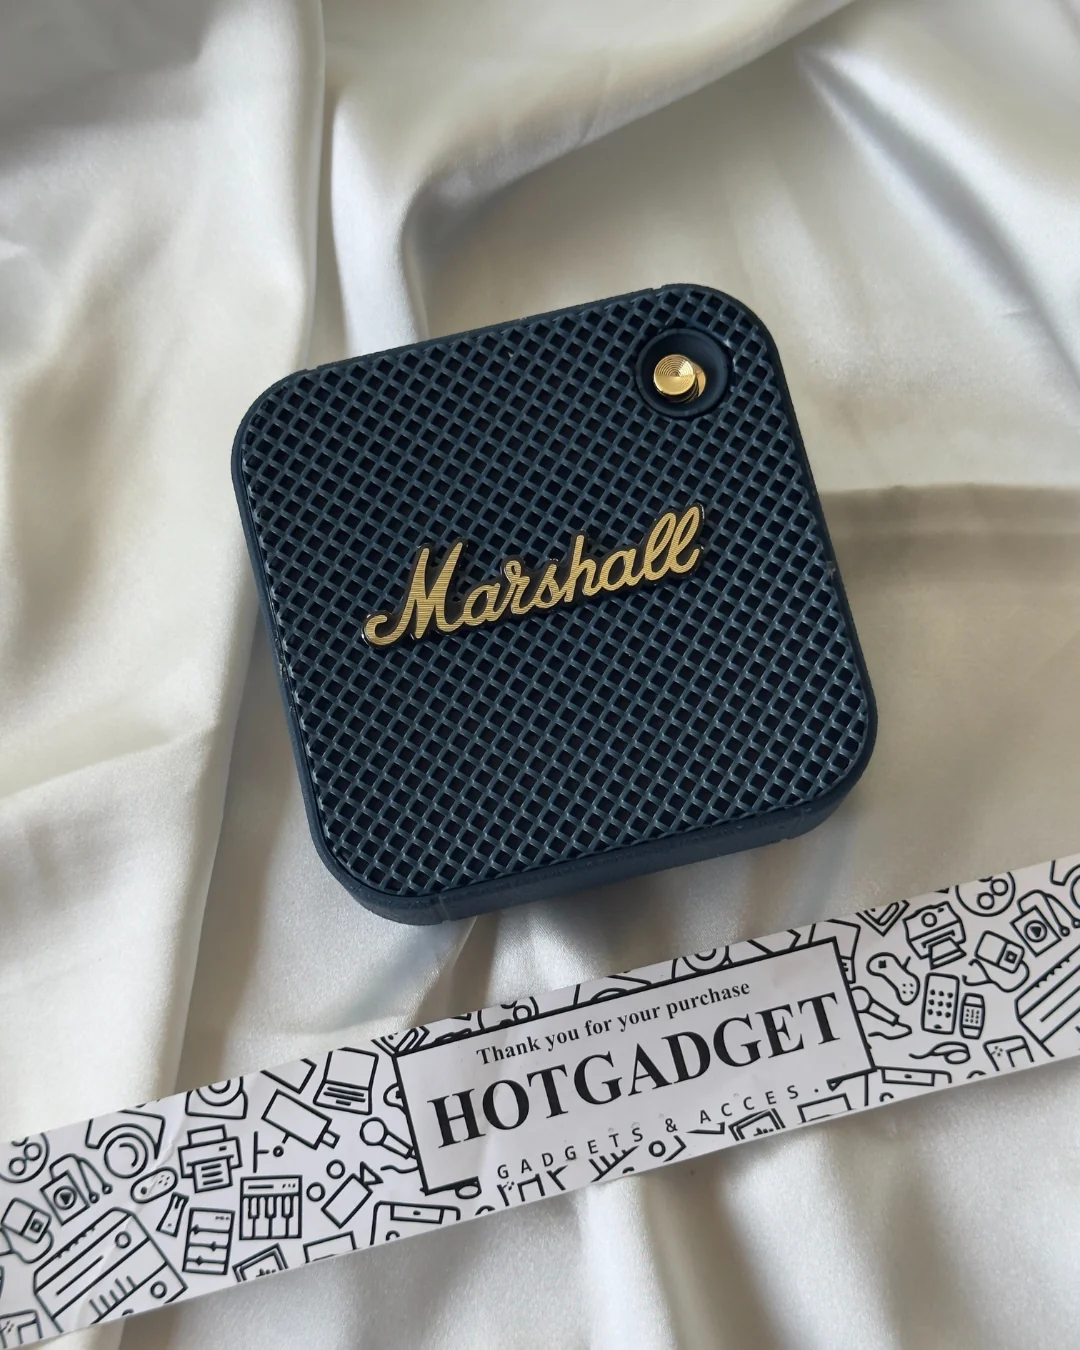 Marshall
Thank you for your purchase
HOTGADGET
GADGETS & ACCES.